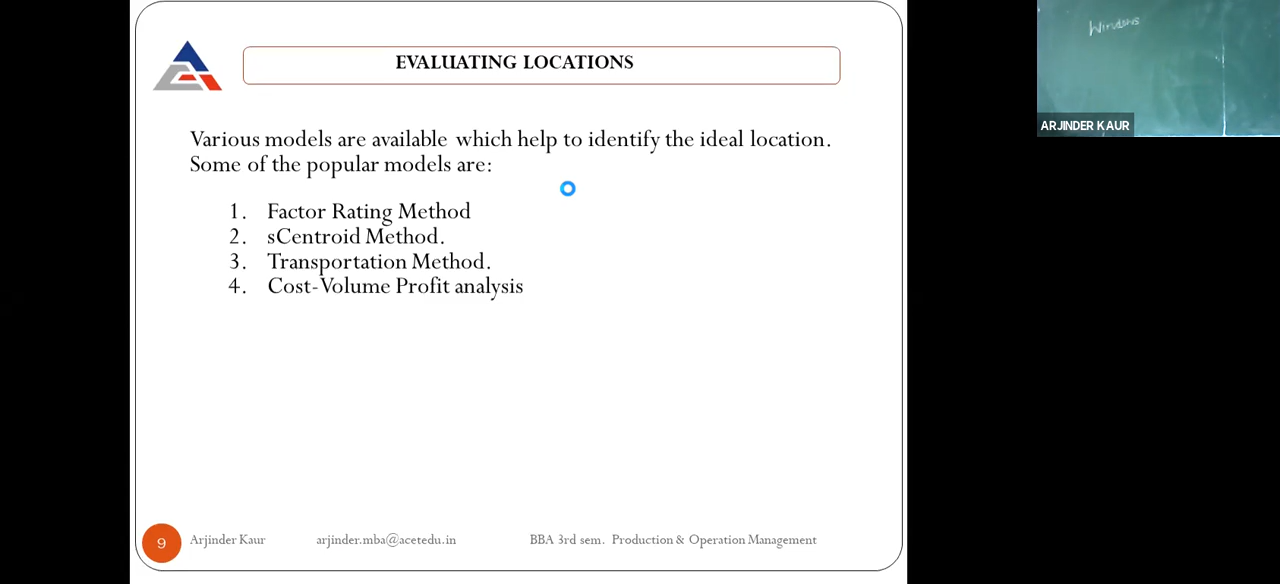 EVALUATING LOCATIONS
Various models are available which help to identify the ideal location.
Some of the popular models are:
1. Factor Rating Method
2. sCentroid Method.
3. Transportation Method.
4. Cost-Volume Profit analysis
9 Arjinder Kaur arjinder.mba@acetedu.in BBA 3rd sem. Production & Operation Management
Windows
ARJINDER KAUR